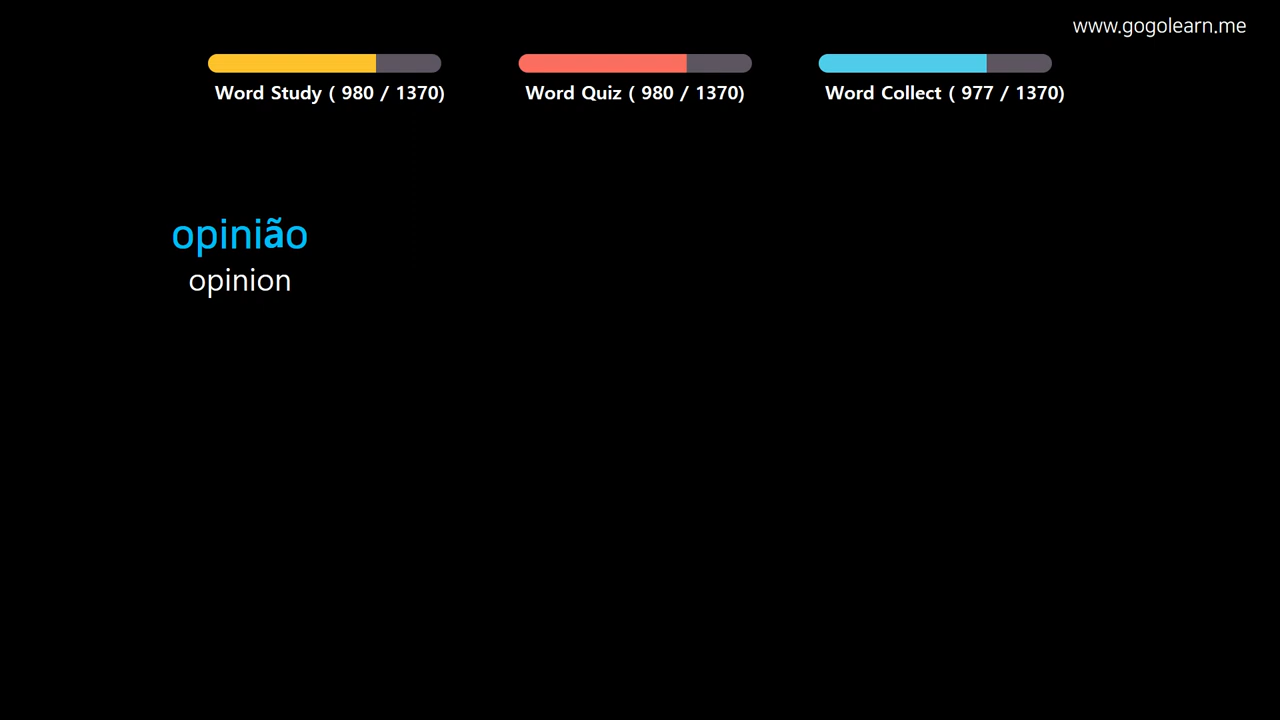 www.gogolearn.me
Word Study ( 980 / 1370)
Word Quiz ( 980 / 1370)
Word Collect ( 977 / 1370)
opinião
opinion